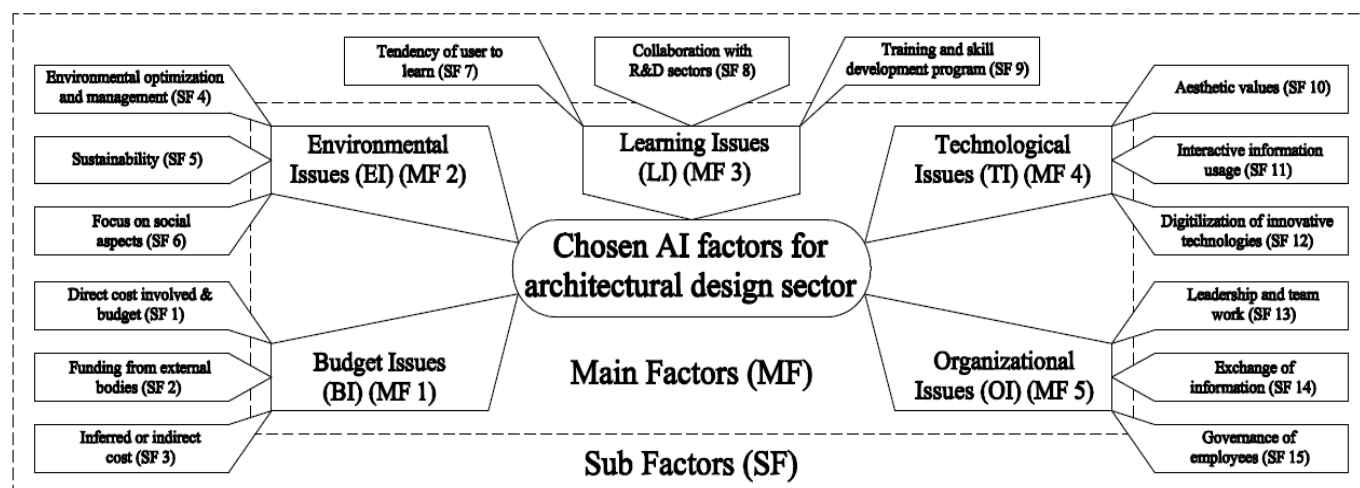 Tendency of user to
learn (SF 7)
Collaboration with
R&D sectors (SF 8)
Training and skill
development program (SF 9)
Environmental optimization
and management (SF 4)
Sustainability (SF 5)
Focus on social
aspects (SF 6)
Environmental
Issues (EI) (MF 2)
Learning Issues
(LI) (MF 3)
Technological
Issues (TI) (MF 4)
Aesthetic values (SF 10)
Interactive information
usage (SF 11)
Digitilization of innovative
technologies (SF 12)
Chosen AI factors for
architectural design sector
Direct cost involved &
budget (SF 1)
Funding from external
bodies (SF 2)
Inferred or indirect
cost (SF 3)
Budget Issues
(BI) (MF 1)
Main Factors (MF)
Organizational
Issues (OI) (MF 5)
Leadership and team
work (SF 13)
Exchange of
information (SF 14)
Governance of
employees (SF 15)
Sub Factors (SF)